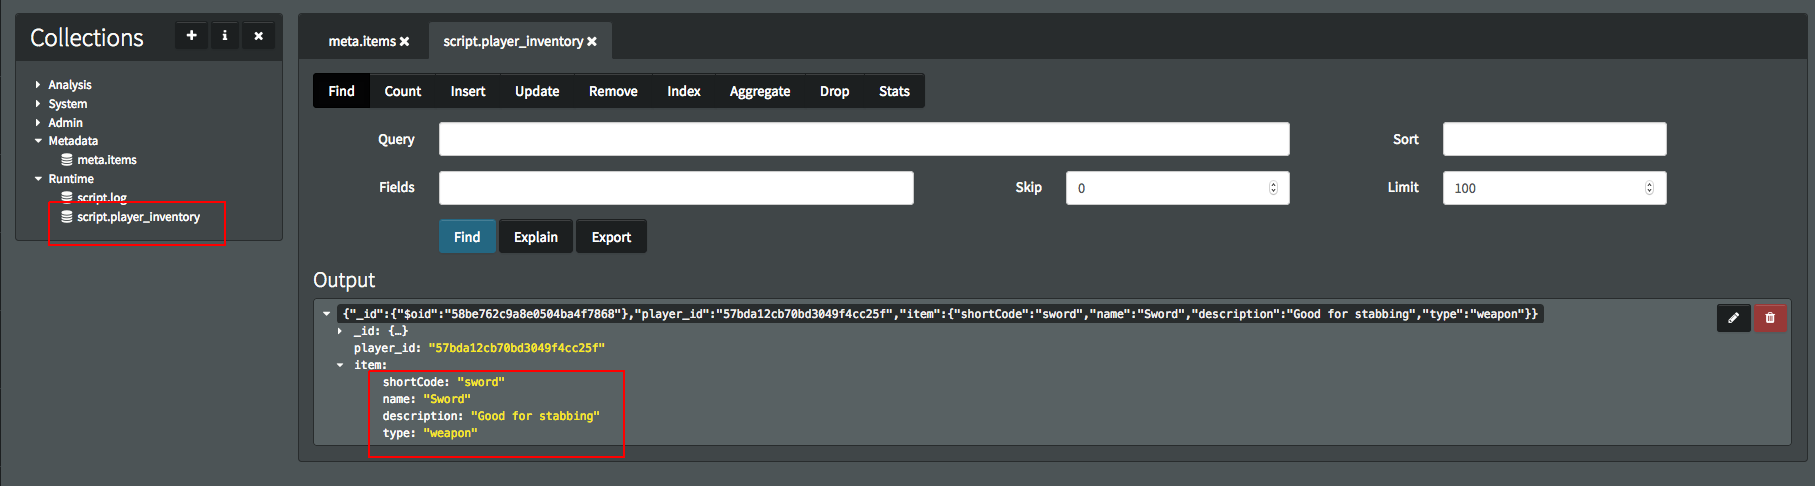 Collections
Analysis
System
Admin
Metadata
meta.items
Runtime
script.log
script.player_inventory
meta.items
script.player_inventory
Find Count Insert Update Remove Index Aggregate Drop Stats
Query
Sort
Fields
Skip 0
Limit 100
Find Explain Export
Output
{"_id":{"$oid":"58be762c9a8e0504ba4f7868"},"player_id":"57bda12cb70bd3049f4cc25f","item":{"shortCode":"sword","name":"Sword","description":"Good for stabbing","type":"weapon"}}
_id: {…}
player_id: "57bda12cb70bd3049f4cc25f"
item:
shortCode: "sword"
name: "Sword"
description: "Good for stabbing"
type: "weapon"